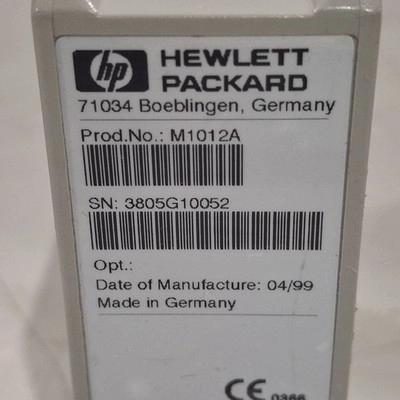 hp HEWLETT
PACKARD
71034 Boeblingen, Germany
Prod.No.: M1012A
SN: 3805G10052
Opt.:
Date of Manufacture: 04/99
Made in Germany
CE 0366